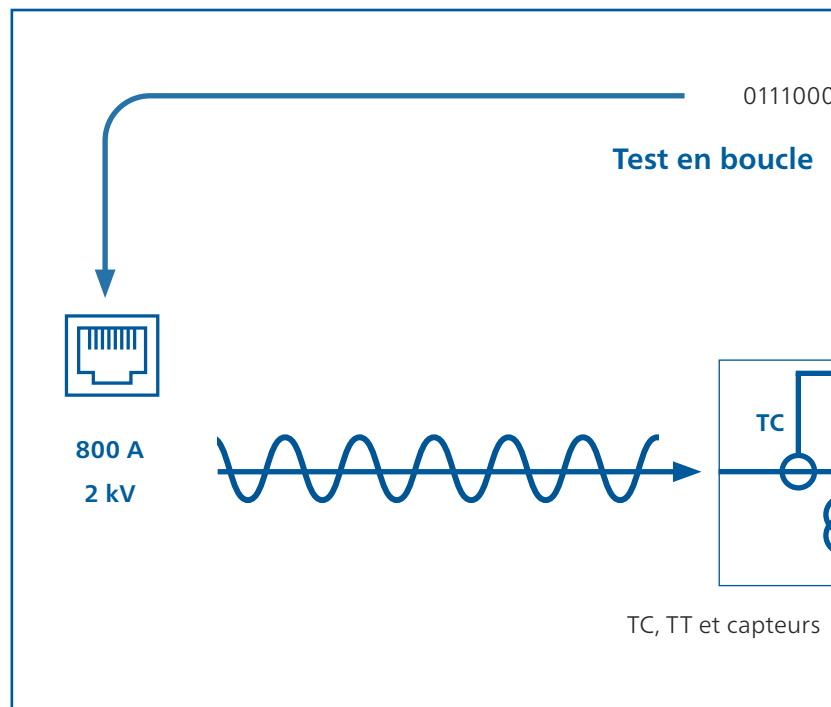 0111000
Test en boucle
800 A
2 kV
TC
TC, TT et capteurs